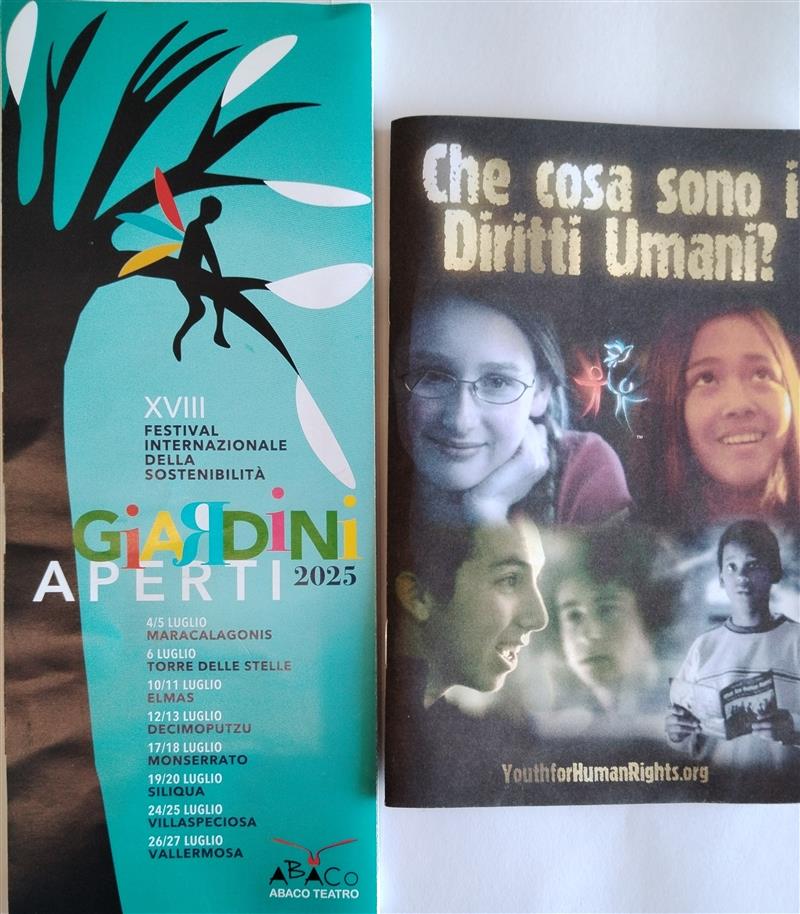 XVIII
FESTIVAL
INTERNAZIONALE
DELLA
SOSTENIBILITÀ
GiARDiNi
APERTI 2025
4/5 LUGLIO
MARACALAGONIS
6 LUGLIO
TORRE DELLE STELLE
10/11 LUGLIO
ELMAS
12/13 LUGLIO
DECIMOPUTZU
17/18 LUGLIO
MONSERRATO
19/20 LUGLIO
SILIQUA
24/25 LUGLIO
VILLASPECIOSA
26/27 LUGLIO
VALLERMOSA
ABACO
ABACO TEATRO
Che cosa sono i
Diritti Umani?
TM
YouthforHumanRights.org